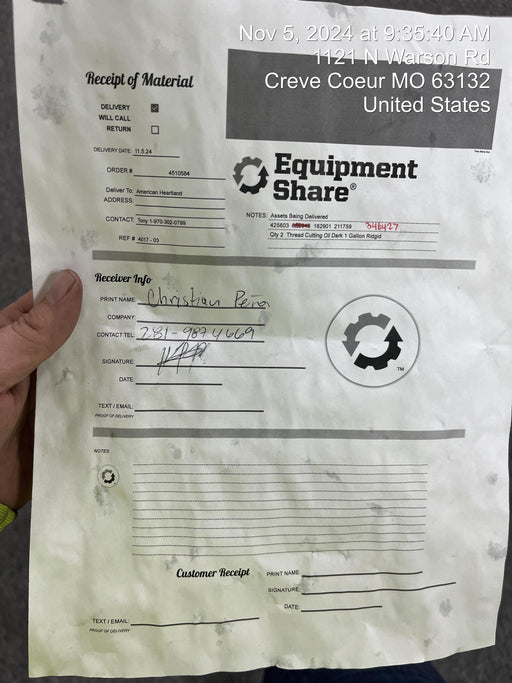 Nov 5, 2024 at 9:35:40 AM
1121 N Warson Rd
Creve Coeur MO 63132
United States
Receipt of Material
DELIVERY
WILL CALL
RETURN
DELIVERY DATE: 11.5.24
ORDER # 4510584
Deliver To: American Heartland
ADDRESS:
CONTACT: Tony 1-970-302-0799
REF # 4017 - 03
Equipment
Share®
NOTES: Assets Being Delivered
425603 162901 211759 346427
Qty 2 Thread Cutting Oil Dark 1 Gallon Ridgid
Receiver Info
PRINT NAME: Christian Peña
COMPANY:
CONTACT TEL: 281-987 4669
SIGNATURE:
DATE:
TEXT / EMAIL:
PROOF OF DELIVERY
TM
NOTES:
Customer Receipt
PRINT NAME:
SIGNATURE:
DATE:
TEXT / EMAIL:
PROOF OF DELIVERY